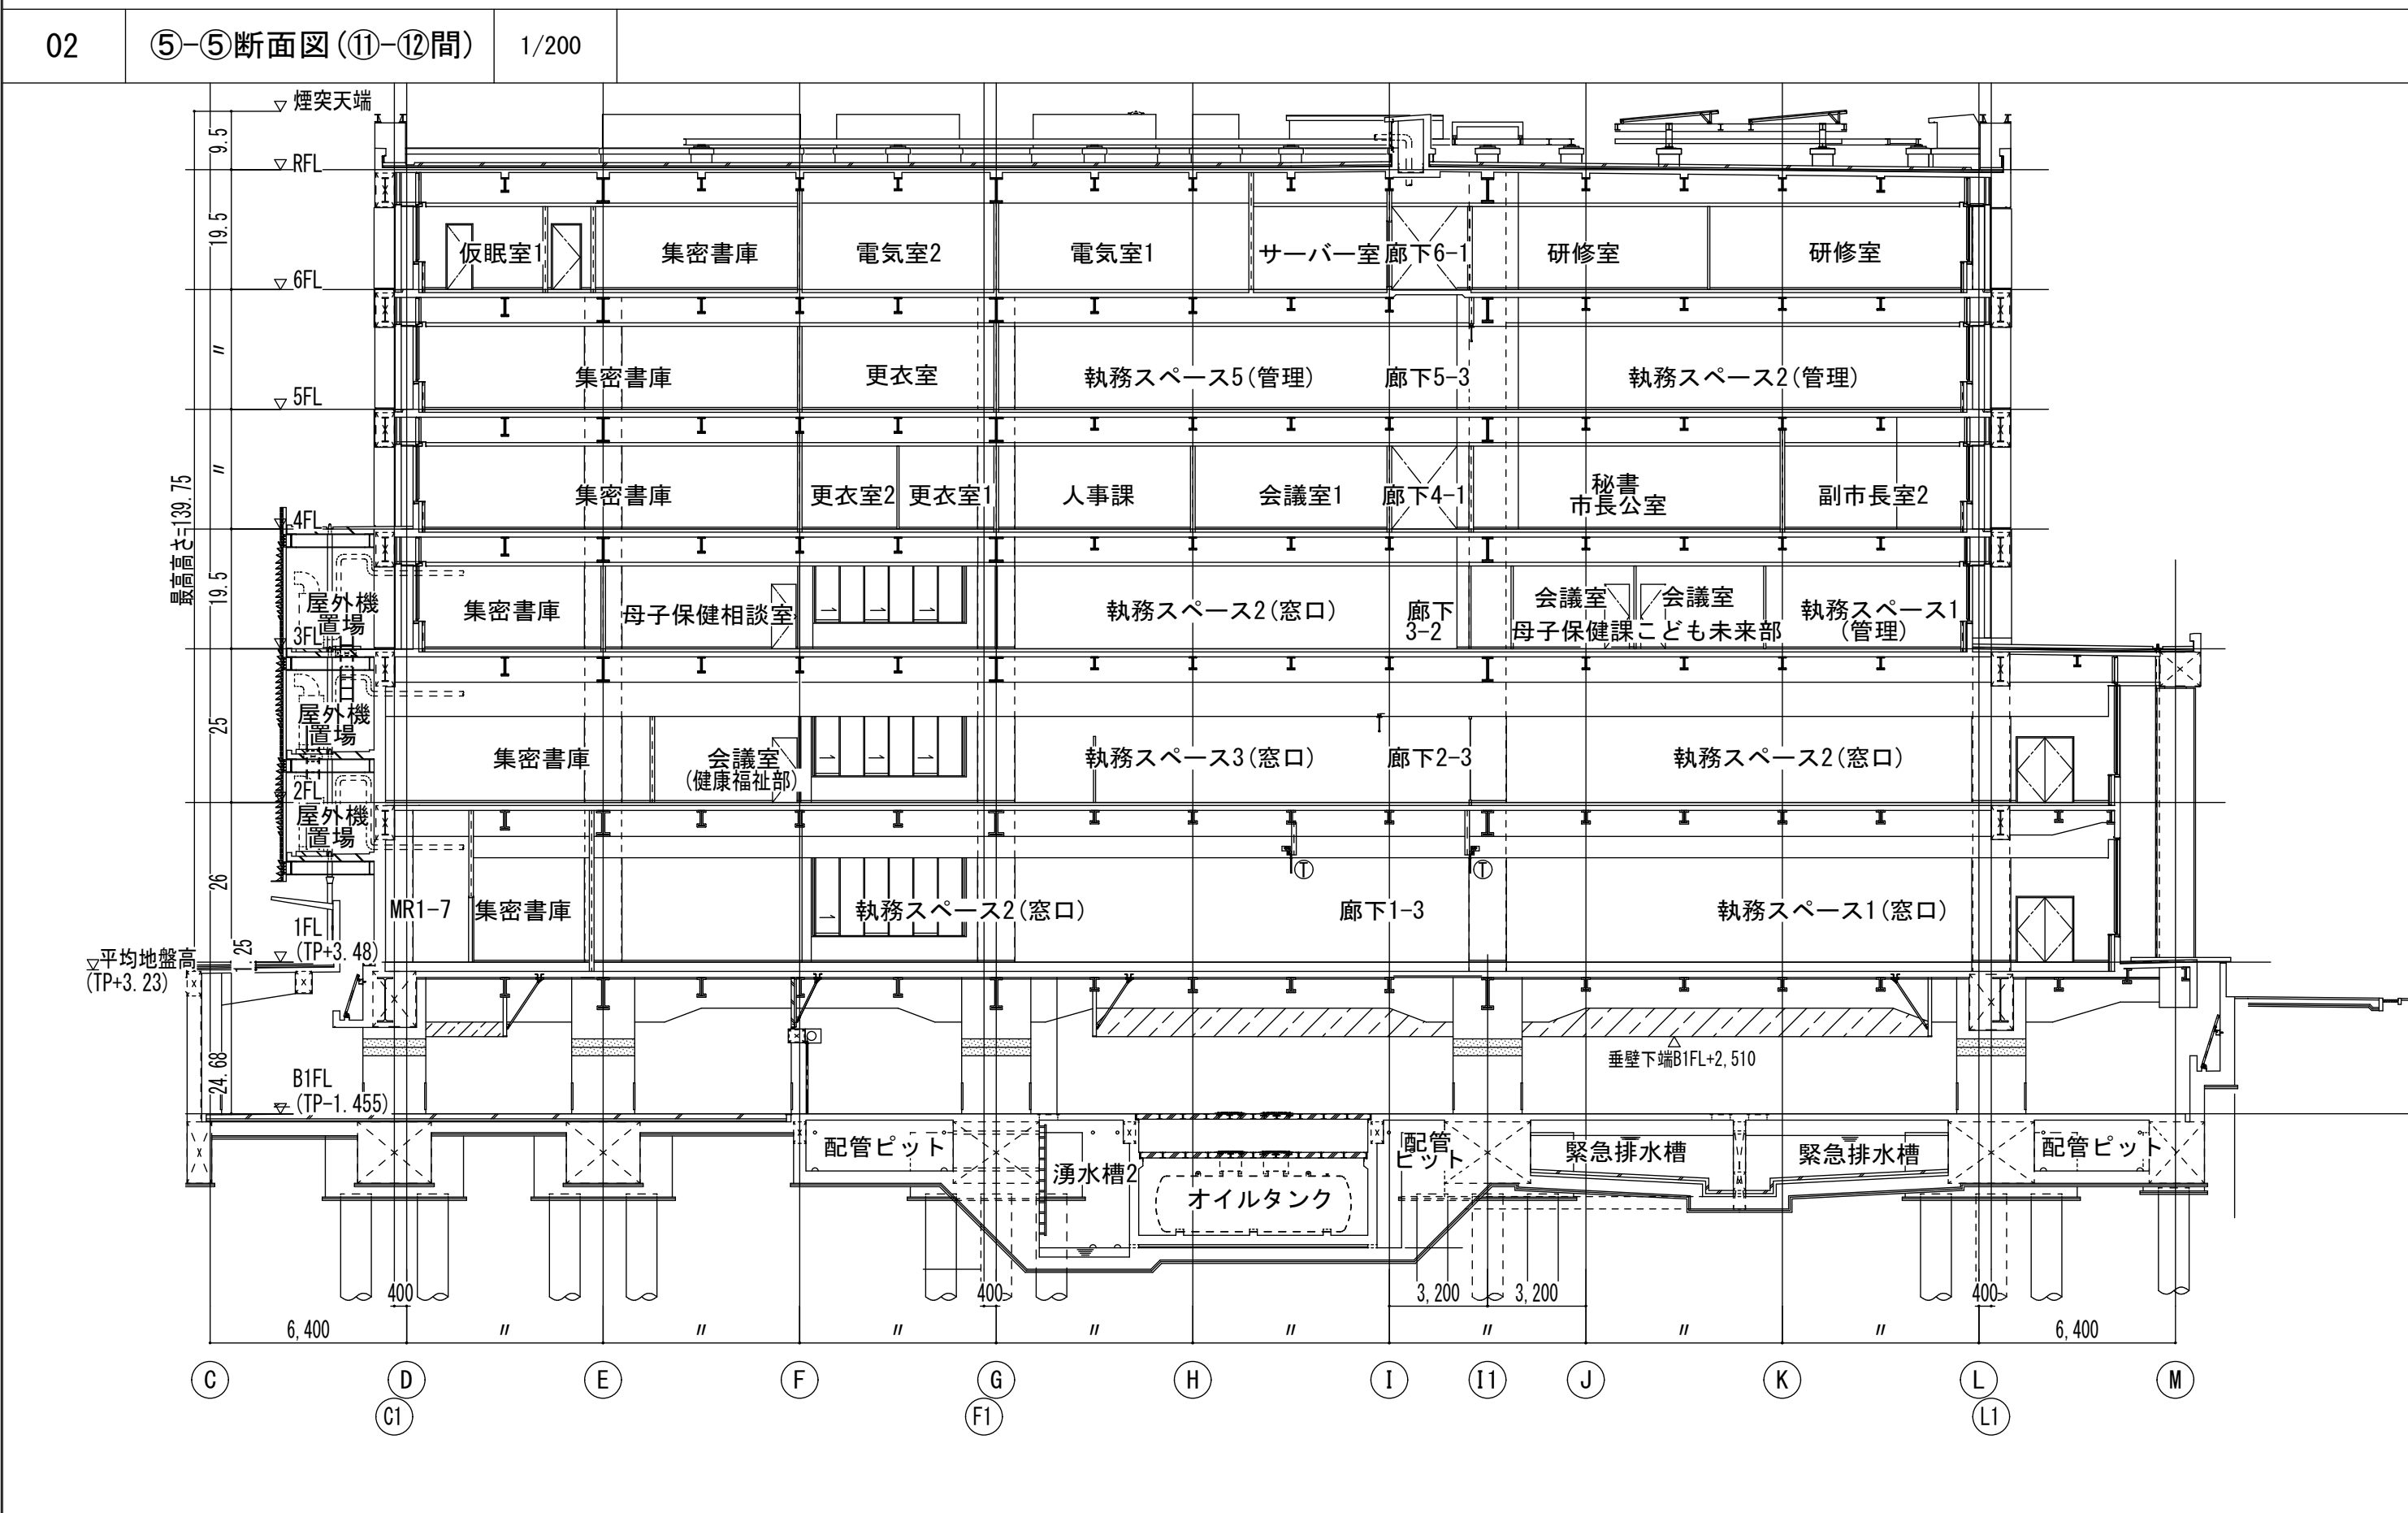 02 ⑤-⑤断面図(⑪-⑫間) 1/200
煙突天端
9.5
RFL
19.5
仮眠室1 集密書庫 電気室2 電気室1 サーバー室 廊下6-1 研修室 研修室
6FL
〃
集密書庫 更衣室 執務スペース5(管理) 廊下5-3 執務スペース2(管理)
5FL
〃
最高高さ=139.75
集密書庫 更衣室2 更衣室1 人事課 会議室1 廊下4-1 秘書 副市長室2
市長公室
4FL
19.5
屋外機
置場
集密書庫 母子保健相談室 執務スペース2(窓口) 廊下
3-2
会議室 会議室 執務スペース1
(管理)
母子保健課こども未来部
3FL
25
屋外機
置場
集密書庫 会議室
(健康福祉部)
執務スペース3(窓口) 廊下2-3 執務スペース2(窓口)
2FL
屋外機
置場
26
T T
MR1-7 集密書庫 執務スペース2(窓口) 廊下1-3 執務スペース1(窓口)
1FL
(TP+3.48)
1.25
平均地盤高
(TP+3.23)
24.68
垂壁下端B1FL+2,510
B1FL
(TP-1.455)
配管ピット 湧水槽2 オイルタンク 配管
ピット
緊急排水槽 緊急排水槽 配管ピット
400 400 3,200 3,200 400
6,400 〃 〃 〃 〃 〃 〃 〃 〃 6,400
C D E F G H I I1 J K L M
C1 F1 L1